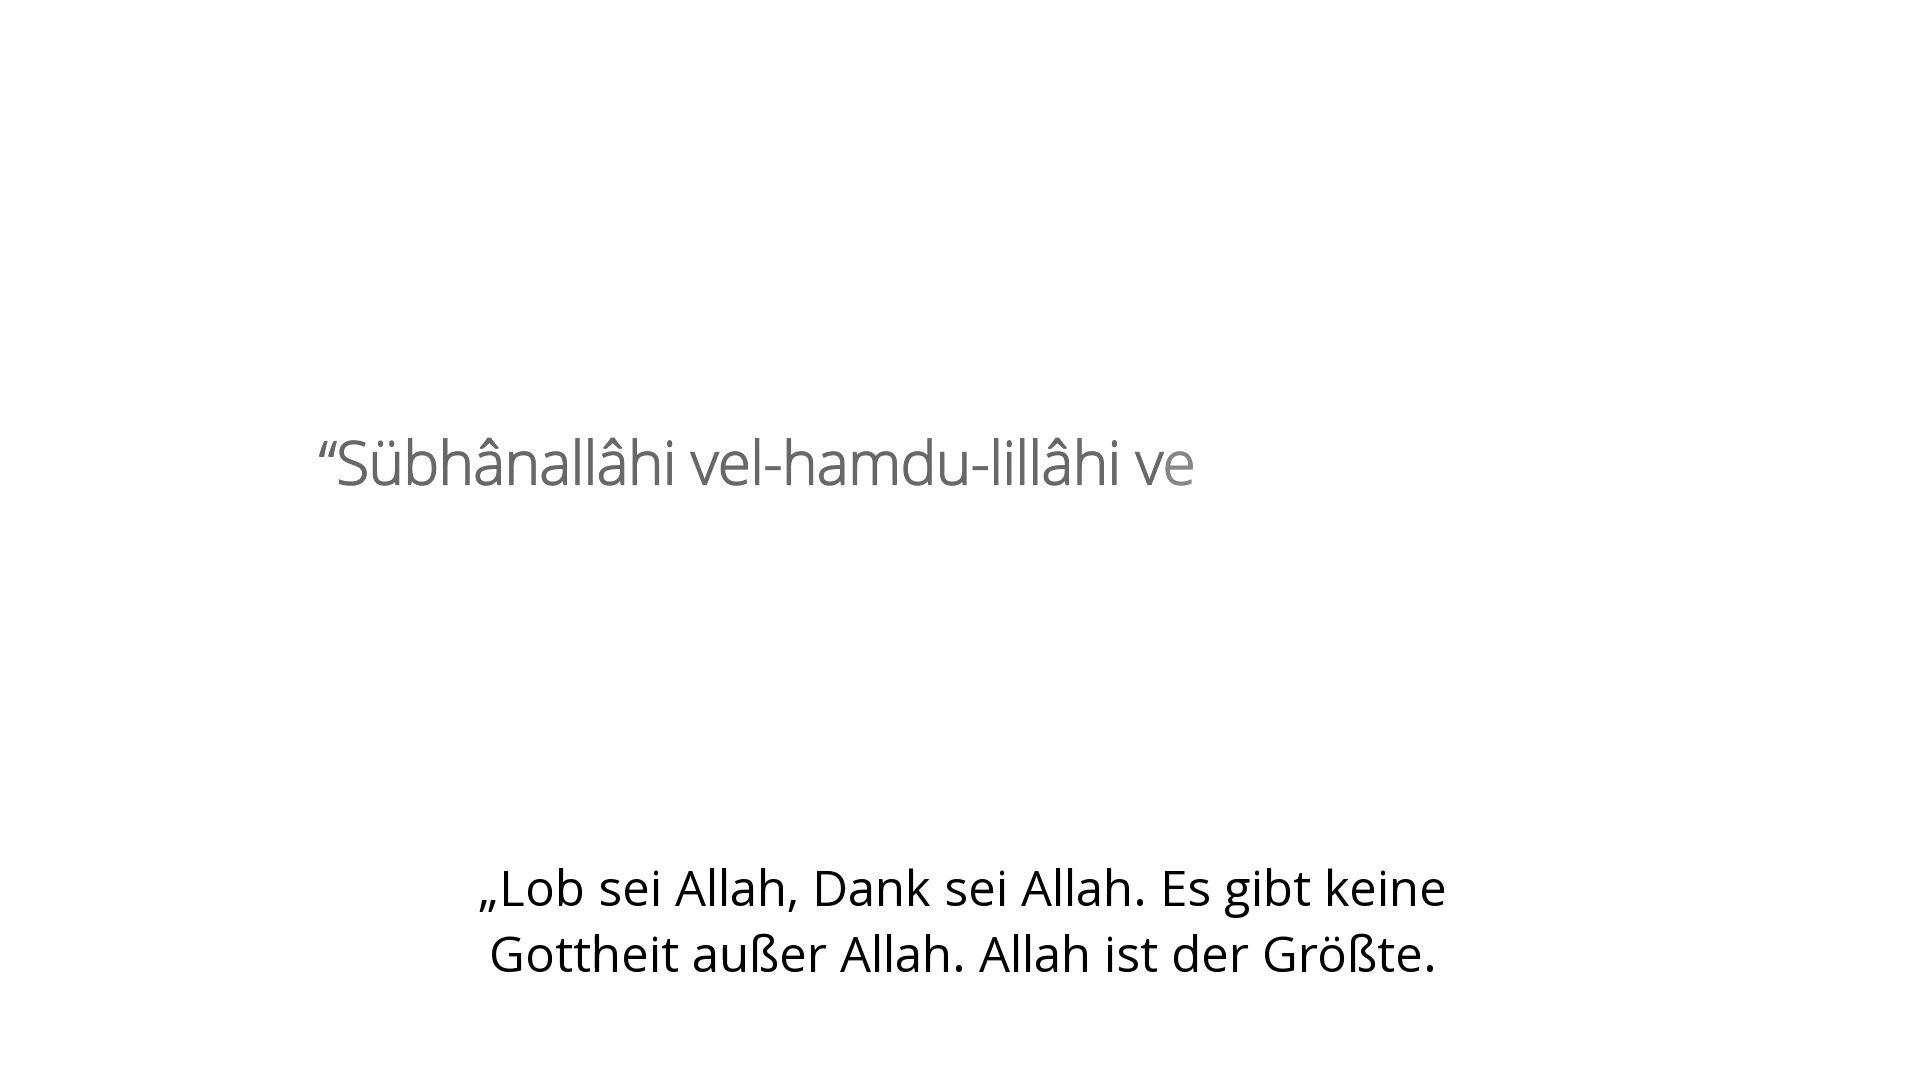 “Sübhânallâhi vel-hamdu-lillâhi ve
„Lob sei Allah, Dank sei Allah. Es gibt keine
Gottheit außer Allah. Allah ist der Größte.